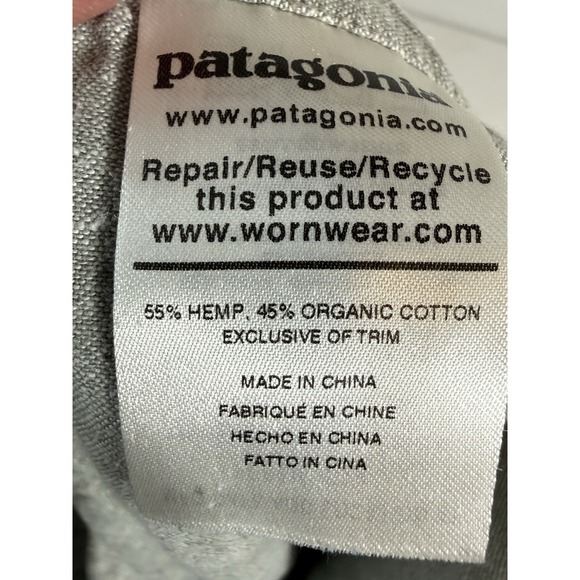 patagonia
www.patagonia.com
Repair/Reuse/Recycle
this product at
www.wornwear.com
55% HEMP, 45% ORGANIC COTTON
EXCLUSIVE OF TRIM
MADE IN CHINA
FABRIQUÉ EN CHINE
HECHO EN CHINA
FATTO IN CINA